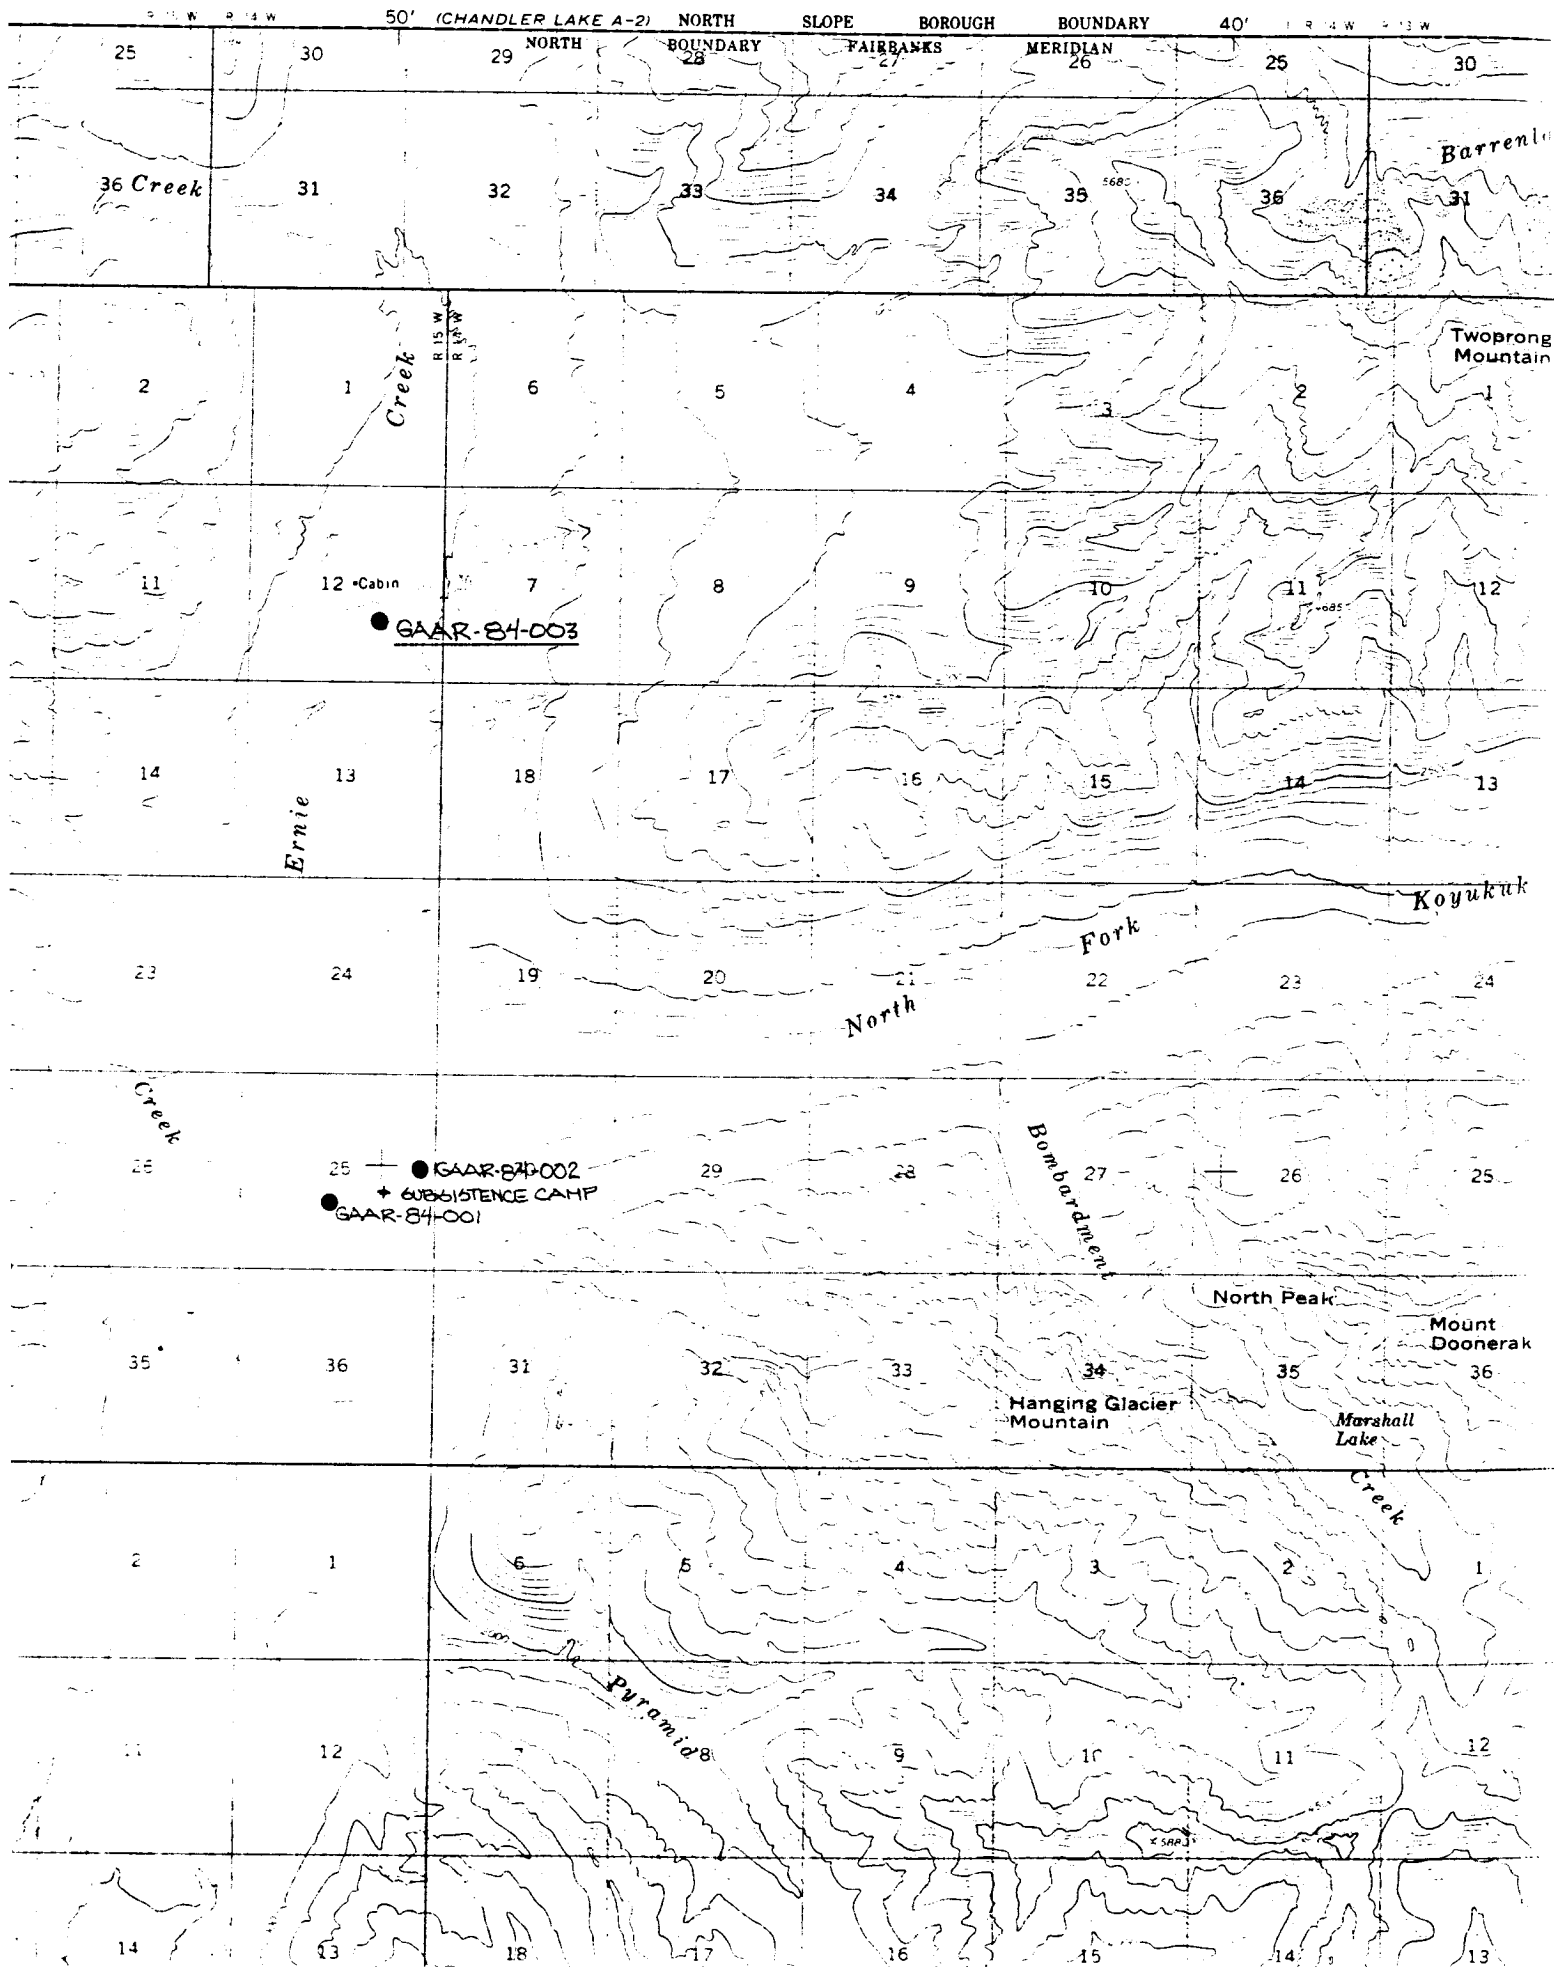 50' (CHANDLER LAKE A-2) NORTH SLOPE BOROUGH BOUNDARY 40'
NORTH BOUNDARY FAIRBANKS MERIDIAN
25 30 29 28 27 26 25 30
Barren
36 Creek 31 32 33 34 35 5680 36 31
R 15 W
R 14 W
Twoprong
Mountain
2 1 Creek 6 5 4 3 2 1
11 12 Cabin 7 8 9 10 11 12
GAAR-84-003
14 13 18 17 16 15 14 13
Ernie
Koyukuk
Fork
23 24 19 20 21 22 23 24
North
Creek
Bombardment
26 25 GAAR-84-002 29 28 27 26 25
SUBSISTENCE CAMP
GAAR-84-001
North Peak
Mount
Doonerak
35 36 31 32 33 34 35 36
Hanging Glacier
Mountain
Marshall
Lake
Creek
2 1 6 5 4 3 2 1
Pyramid
11 12 7 8 9 10 11 12
14 13 18 17 16 15 14 13